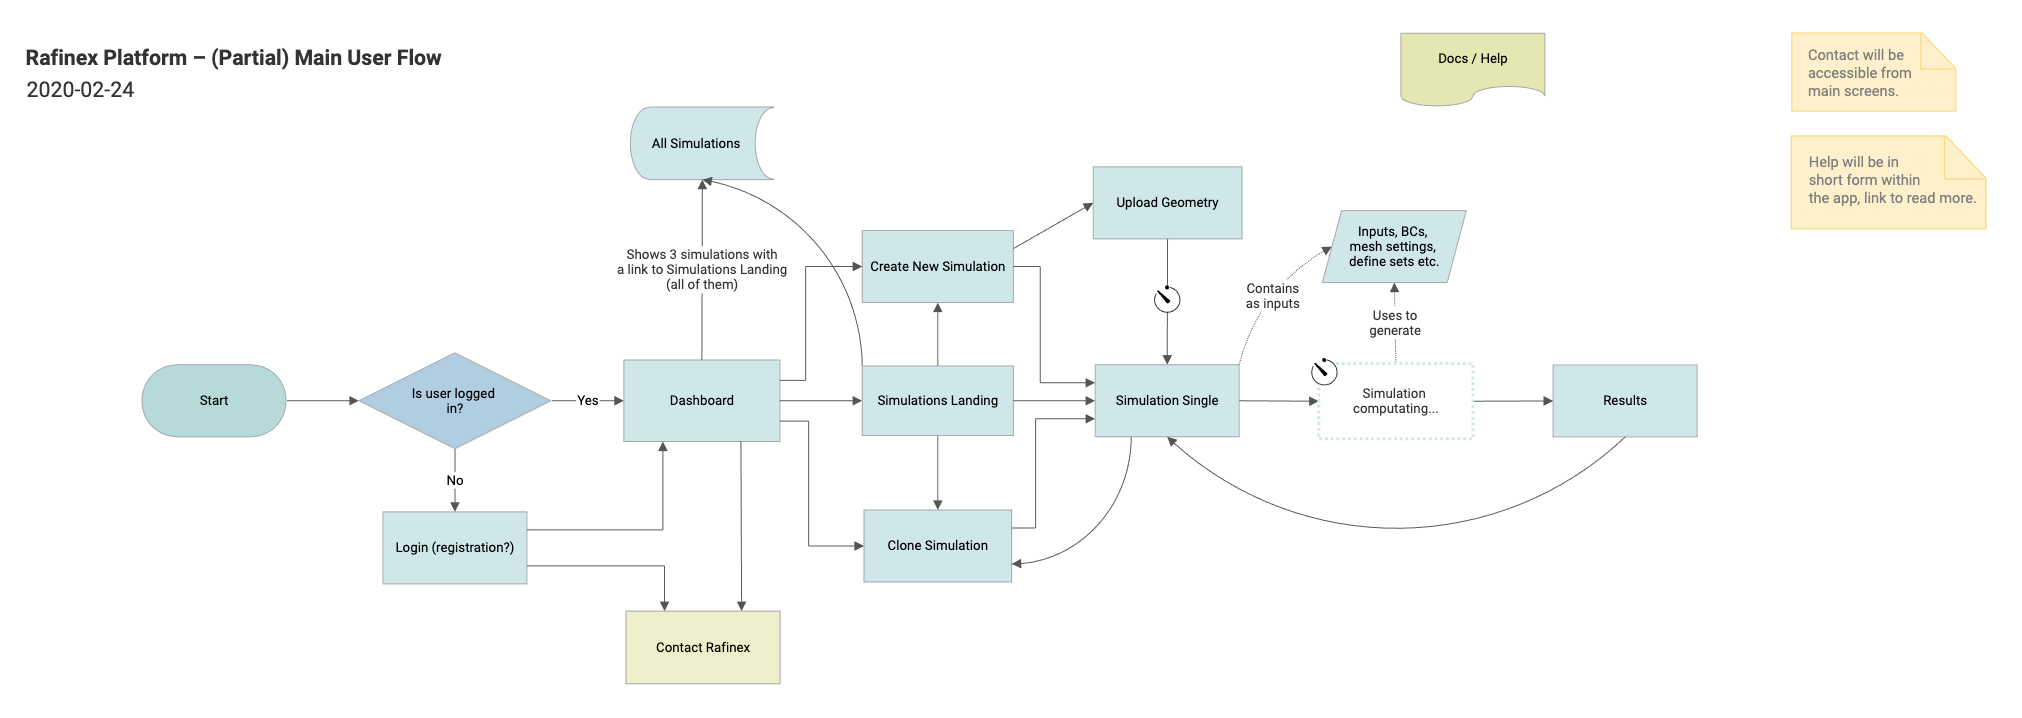 Rafinex Platform – (Partial) Main User Flow
2020-02-24
Docs / Help
Contact will be
accessible from
main screens.
Help will be in
short form within
the app, link to read more.
All Simulations
Upload Geometry
Inputs, BCs,
mesh settings,
define sets etc.
Shows 3 simulations with
a link to Simulations Landing
(all of them)
Create New Simulation
Contains
as inputs
Uses to
generate
Start
Is user logged
in?
Yes
Dashboard
Simulations Landing
Simulation Single
Simulation
computating...
Results
No
Login (registration?)
Clone Simulation
Contact Rafinex